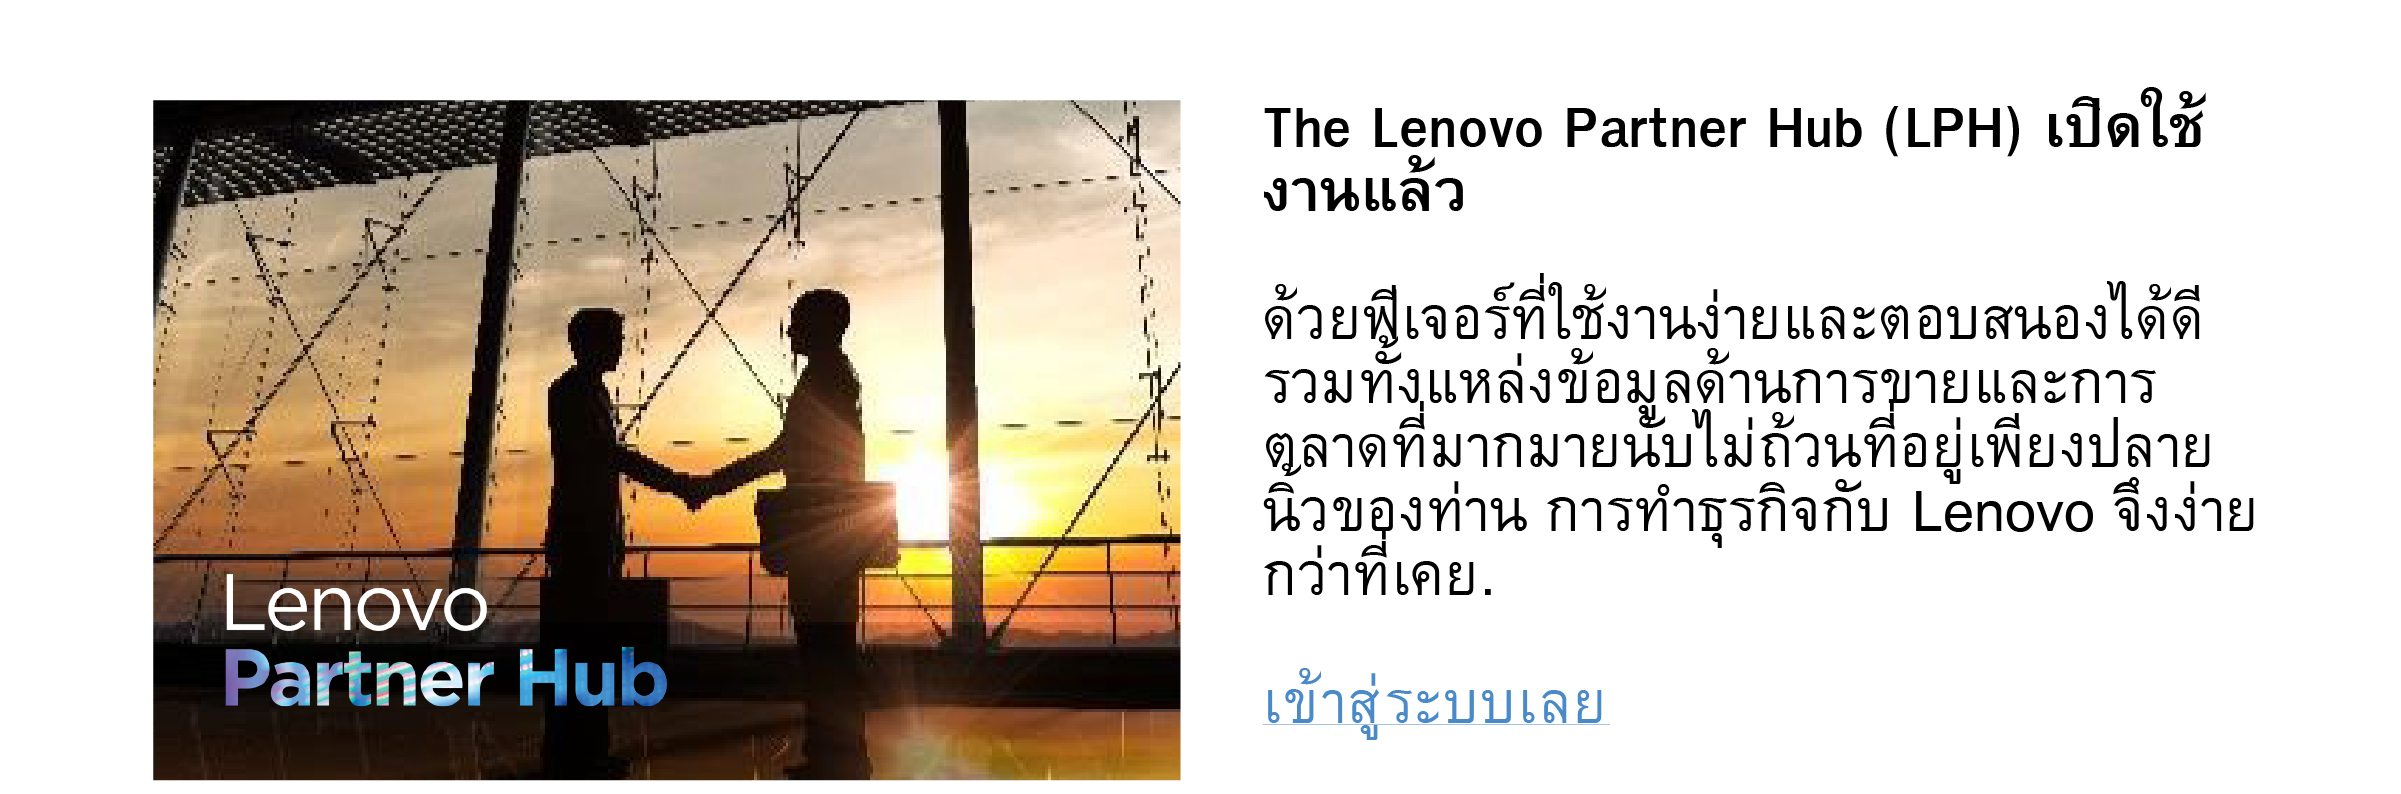 Lenovo
Partner Hub
The Lenovo Partner Hub (LPH) เปิดใช้
งานแล้ว
ด้วยฟีเจอร์ที่ใช้งานง่ายและตอบสนองได้ดี
รวมทั้งแหล่งข้อมูลด้านการขายและการ
ตลาดที่มากมายนับไม่ถ้วนที่อยู่เพียงปลาย
นิ้วของท่าน การทำธุรกิจกับ Lenovo จึงง่าย
กว่าที่เคย.
เข้าสู่ระบบเลย